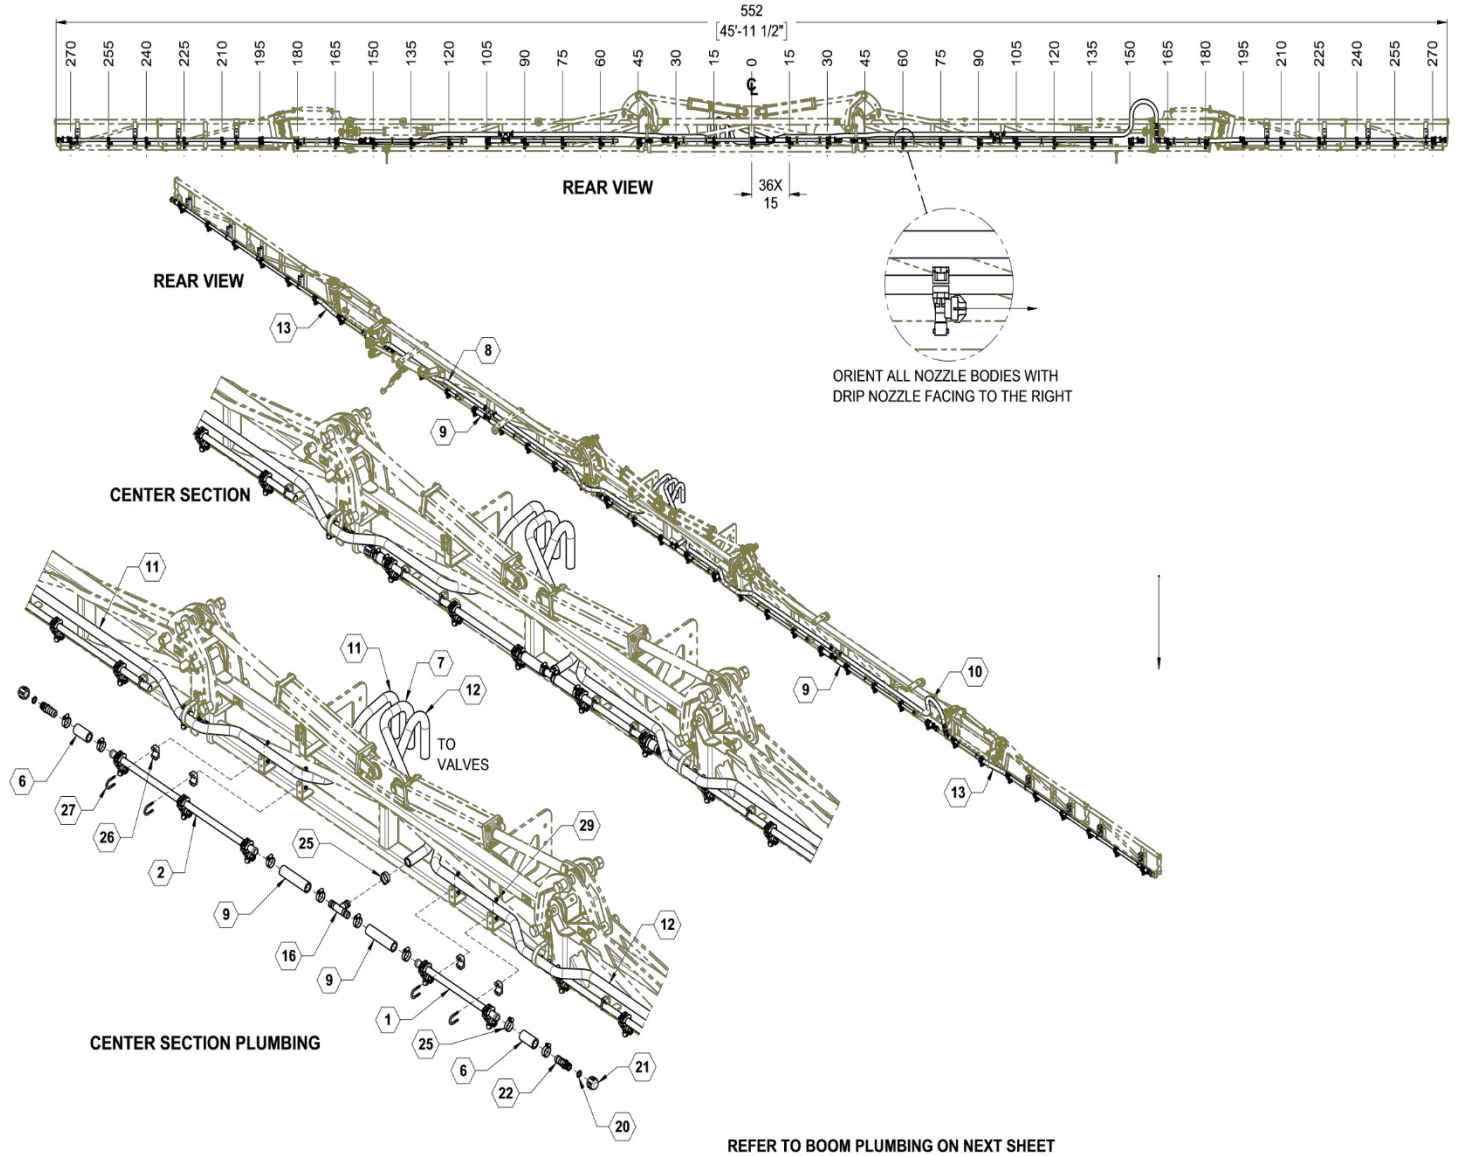 552
[45'-11 1/2"]
270 255 240 225 210 195 180 165 150 135 120 105 90 75 60 45 30 15 0 15 30 45 60 75 90 105 120 135 150 165 180 195 210 225 240 255 270
℄
REAR VIEW
36X
15
REAR VIEW
13
8
9
ORIENT ALL NOZZLE BODIES WITH
DRIP NOZZLE FACING TO THE RIGHT
CENTER SECTION
11
11
7
12
TO
VALVES
9
10
13
6
27
26
2
25
29
9
16
9
12
1
25
6
22
21
20
CENTER SECTION PLUMBING
REFER TO BOOM PLUMBING ON NEXT SHEET